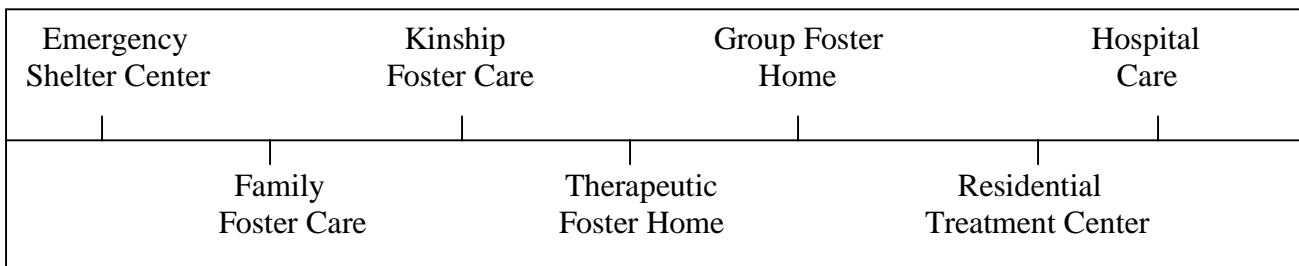 Emergency
Shelter Center
Kinship
Foster Care
Group Foster
Home
Hospital
Care
Family
Foster Care
Therapeutic
Foster Home
Residential
Treatment Center